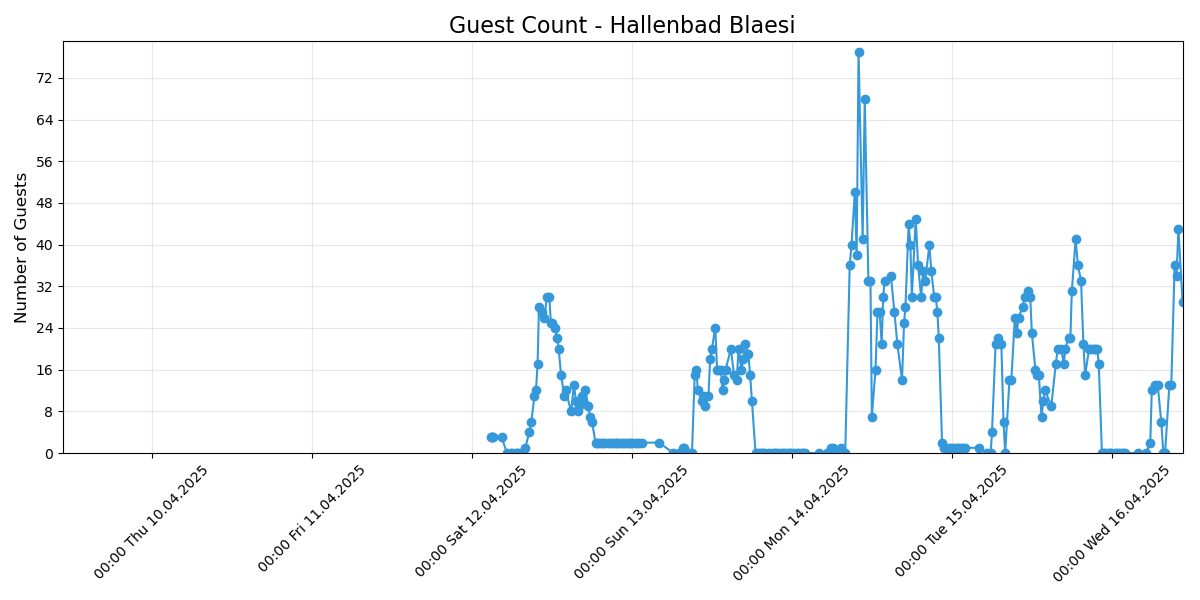 Guest Count - Hallenbad Blaesi
Number of Guests
72
64
56
48
40
32
24
16
8
0
00:00 Thu 10.04.2025
00:00 Fri 11.04.2025
00:00 Sat 12.04.2025
00:00 Sun 13.04.2025
00:00 Mon 14.04.2025
00:00 Tue 15.04.2025
00:00 Wed 16.04.2025